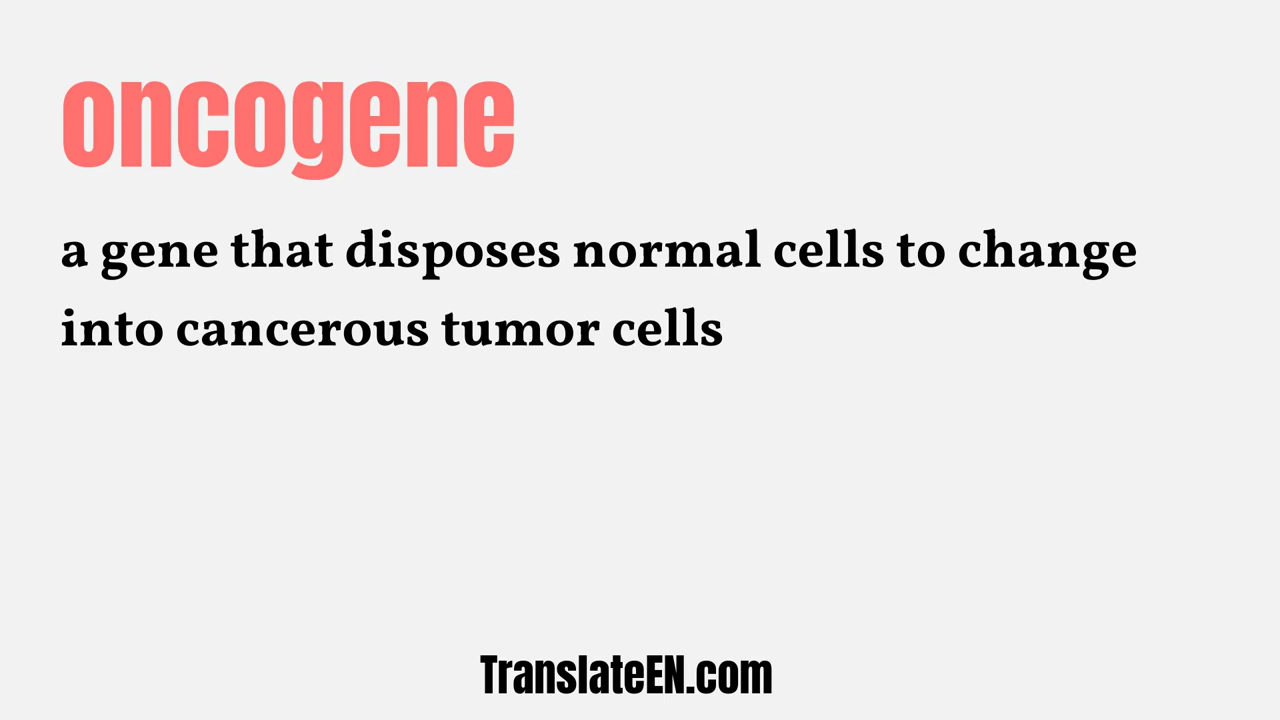 oncogene
a gene that disposes normal cells to change
into cancerous tumor cells
TranslateEN.com